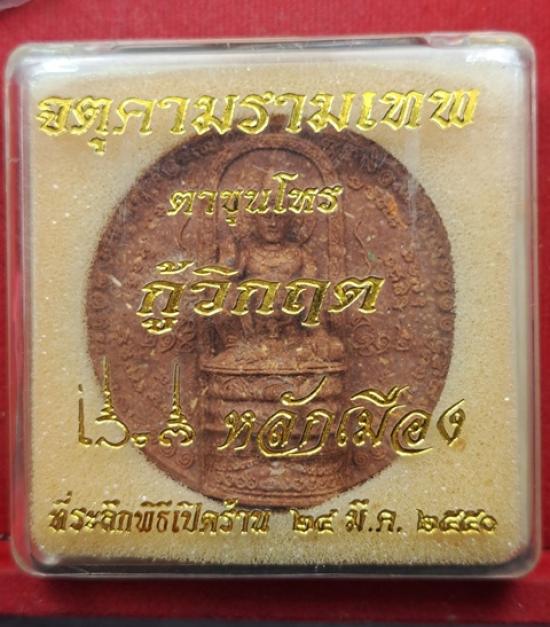 จตุคามรามเทพ
ตาขุนโหร
กู้วิกฤต
หลักเมือง
ที่ระลึกพิธีเปิดร้าน ๒๔ มี.ค. ๒๕๕๐